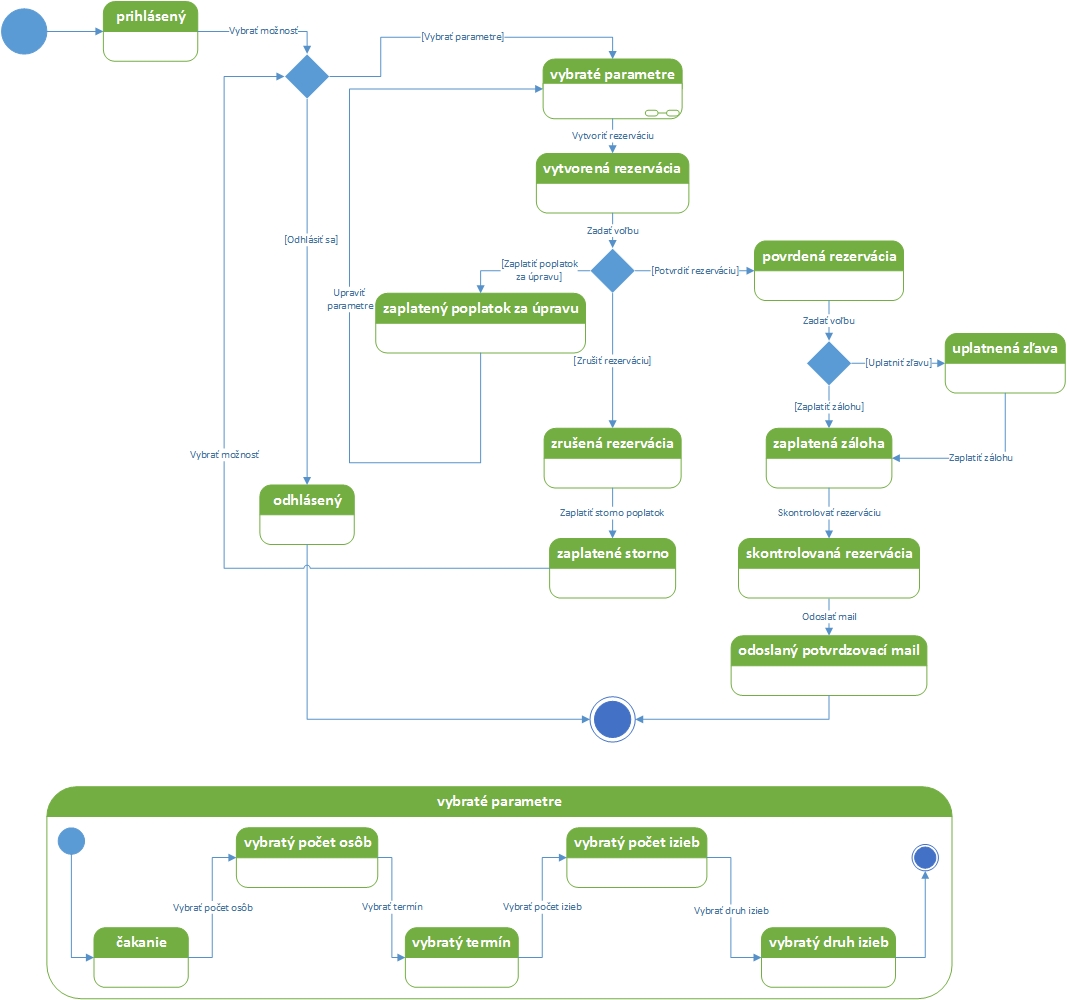 prihlásený
Vybrať možnosť
[Vybrať parametre]
vybraté parametre
Vytvoriť rezerváciu
vytvorená rezervácia
Zadať voľbu
[Odhlásiť sa]
[Zaplatiť poplatok
za úpravu]
[Potvrdiť rezerváciu]
povrdená rezervácia
Upraviť
parametre
zaplatený poplatok za úpravu
Zadať voľbu
uplatnená zľava
[Zrušiť rezerváciu]
[Uplatniť zľavu]
[Zaplatiť zálohu]
zrušená rezervácia
zaplatená záloha
Vybrať možnosť
Zaplatiť zálohu
odhlásený
Zaplatiť storno poplatok
Skontrolovať rezerváciu
zaplatené storno
skontrolovaná rezervácia
Odoslať mail
odoslaný potvrdzovací mail
vybraté parametre
vybratý počet osôb
vybratý počet izieb
Vybrať počet osôb
Vybrať termín
Vybrať počet izieb
Vybrať druh izieb
čakanie
vybratý termín
vybratý druh izieb